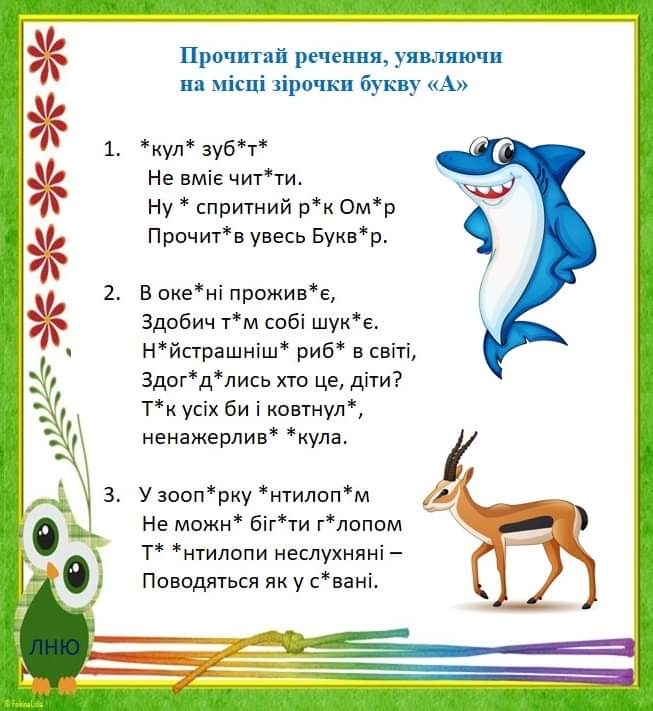 Прочитай речення, уявляючи
на місці зірочки букву «А»
1. *кул* зуб*т*
Не вміє чит*ти.
Ну * спритний р*к Ом*р
Прочит*в увесь Букв*р.
2. В оке*ні прожив*є,
Здобич т*м собі шук*є.
Н*йстрашніш* риб* в світі,
Здог*д*лись хто це, діти?
Т*к усіх би і ковтнул*,
ненажерлив* *кула.
3. У зооп*рку *нтилоп*м
Не можн* біг*ти г*лопом
Т* *нтилопи неслухняні –
Поводяться як у с*вані.
ЛНЮ